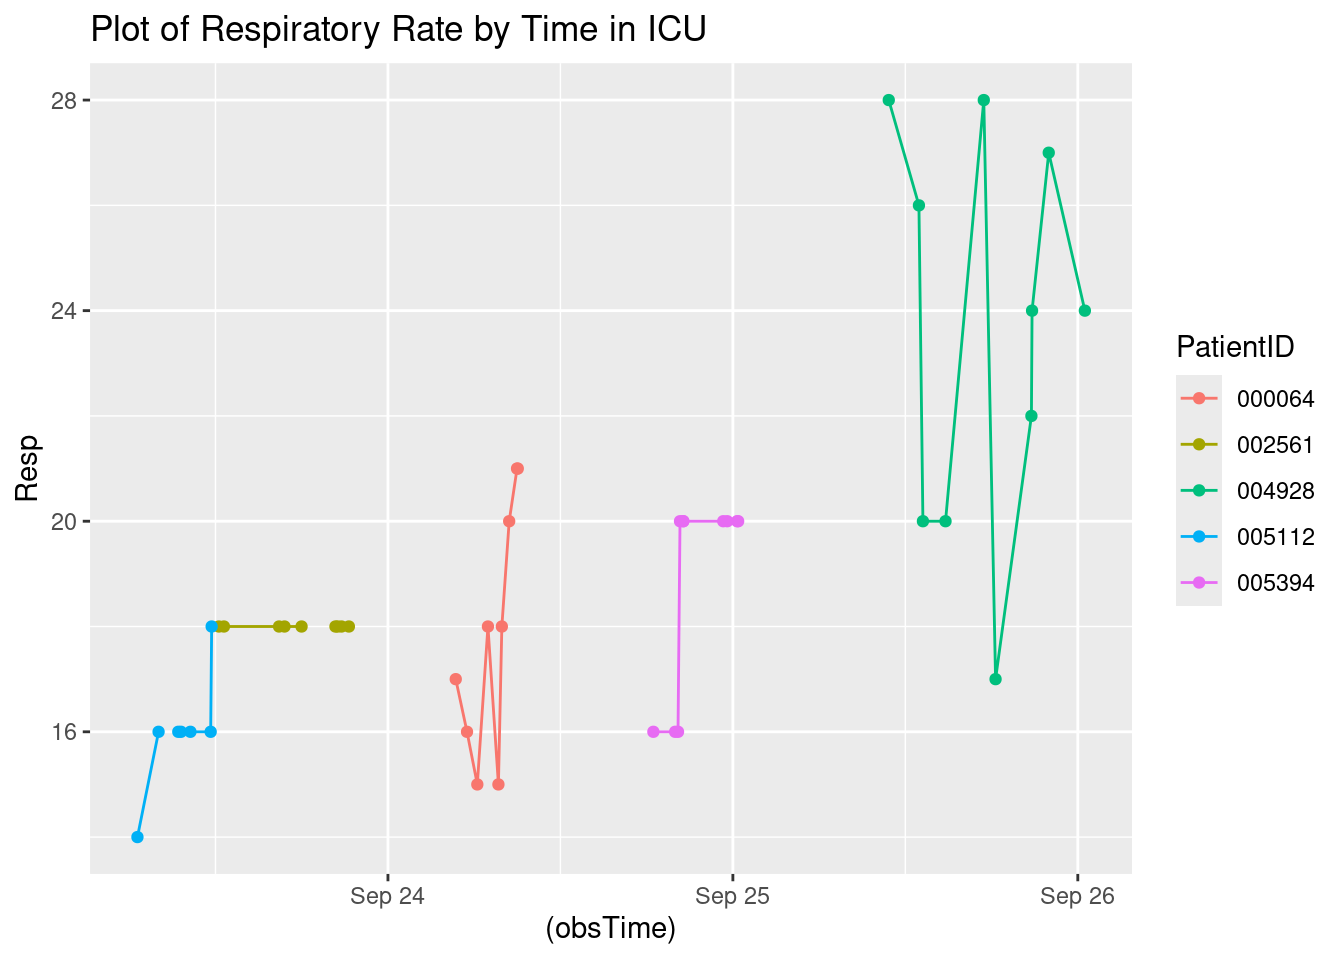 Plot of Respiratory Rate by Time in ICU
28
24
20
16
Resp
Sep 24
Sep 25
Sep 26
(obsTime)
PatientID
000064
002561
004928
005112
005394